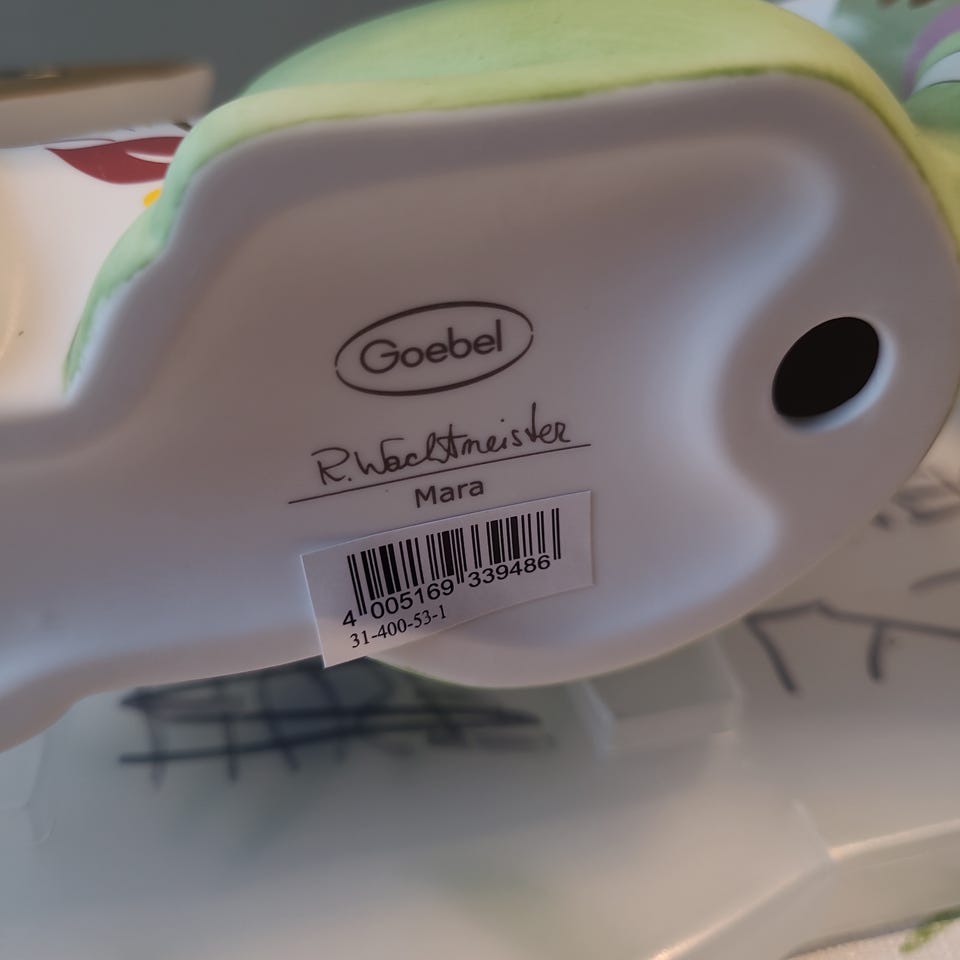 Goebel
R. Wachtmeister
Mara
4 005169 339486
31-400-53-1